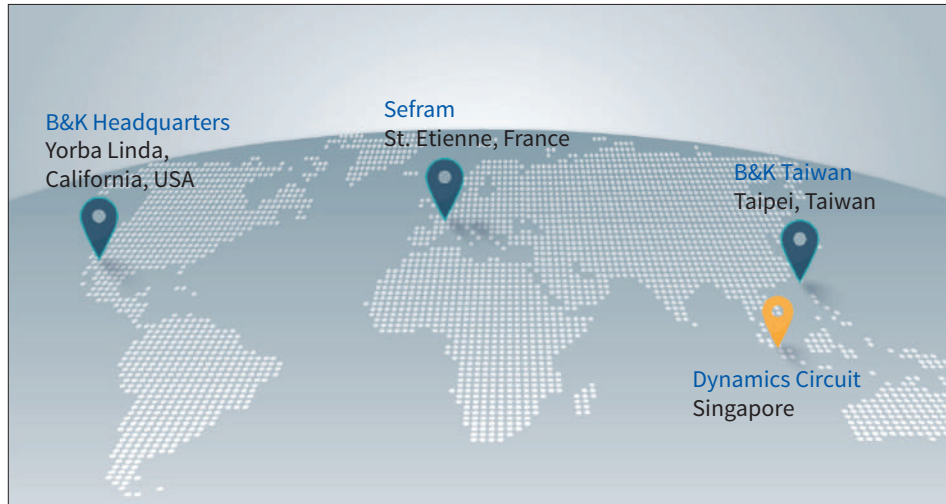 B&K Headquarters
Yorba Linda,
California, USA
Sefram
St. Etienne, France
B&K Taiwan
Taipei, Taiwan
Dynamics Circuit
Singapore